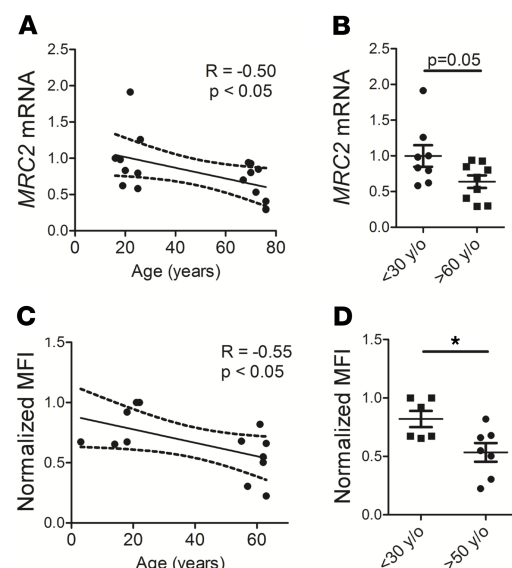 A
B
2.5
2.0
1.5
1.0
0.5
0.0
MRC2 mRNA
R = -0.50
p < 0.05
0 20 40 60 80
Age (years)
2.5
2.0
1.5
1.0
0.5
0.0
MRC2 mRNA
p=0.05
<30 y/o
>60 y/o
C
D
1.5
1.0
0.5
0.0
Normalized MFI
R = -0.55
p < 0.05
0 20 40 60
Age (years)
1.5
1.0
0.5
0.0
Normalized MFI
*
<30 y/o
>50 y/o